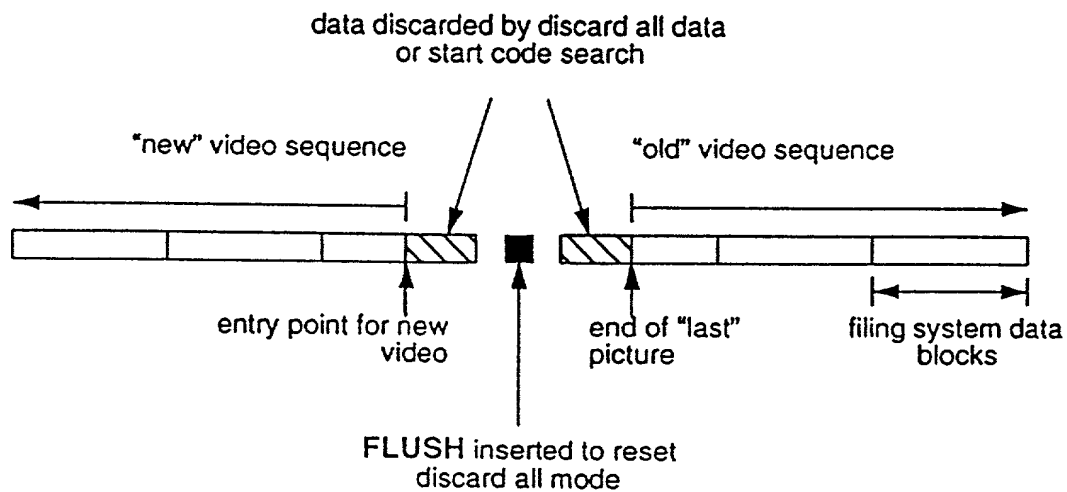 data discarded by discard all data
or start code search
"new" video sequence
"old" video sequence
entry point for new
video
end of "last"
picture
filing system data
blocks
FLUSH inserted to reset
discard all mode